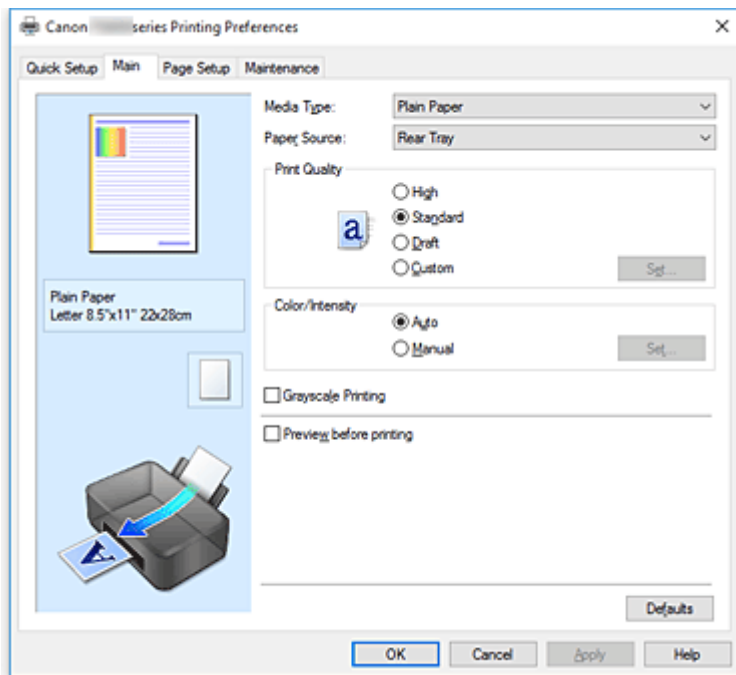 Canon series Printing Preferences
Quick Setup Main Page Setup Maintenance
Media Type: Plain Paper
Paper Source: Rear Tray
Print Quality
High
a Standard
Draft
Custom Set...
Plain Paper
Letter 8.5"x11" 22x28cm
Color/Intensity
Auto
Manual Set...
Grayscale Printing
Preview before printing
A
Defaults
OK Cancel Apply Help